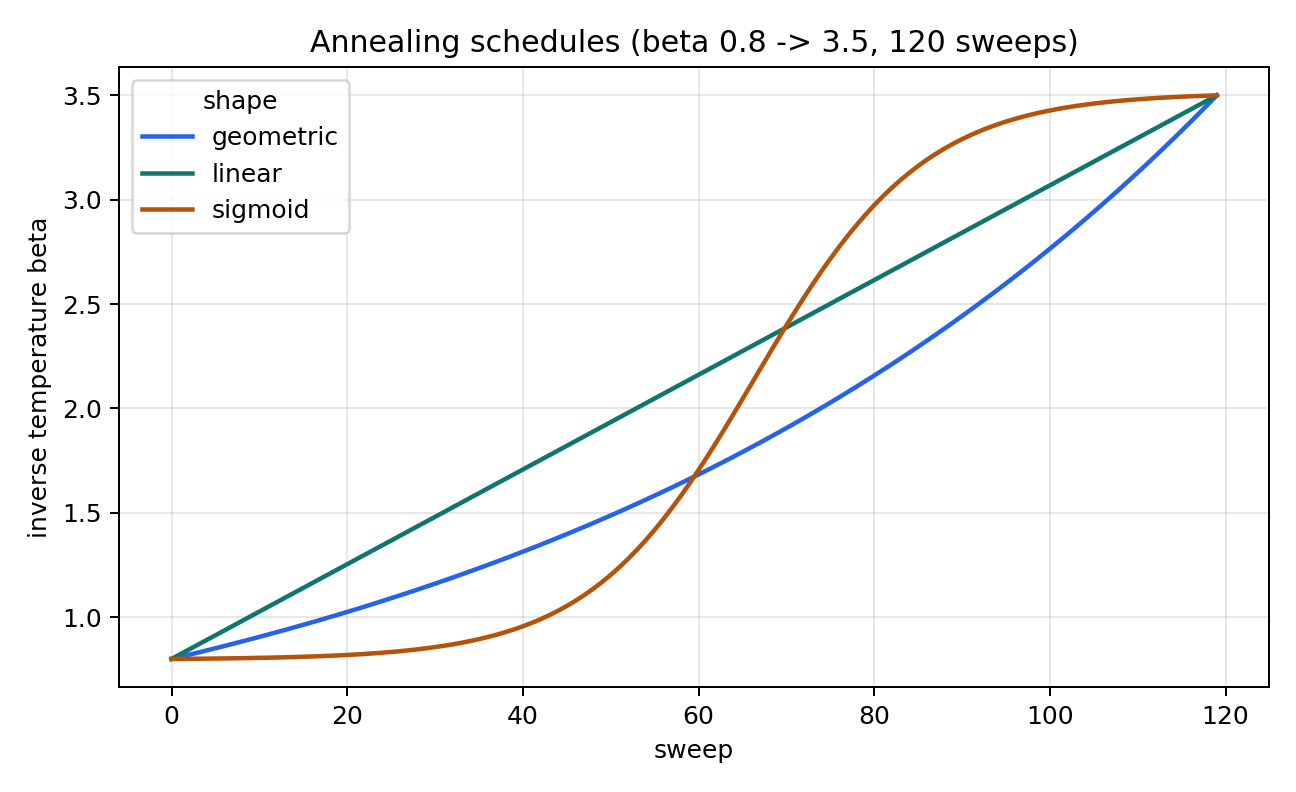 Annealing schedules (beta 0.8 -> 3.5, 120 sweeps)
shape
geometric
linear
sigmoid
inverse temperature beta
3.5
3.0
2.5
2.0
1.5
1.0
0 20 40 60 80 100 120
sweep